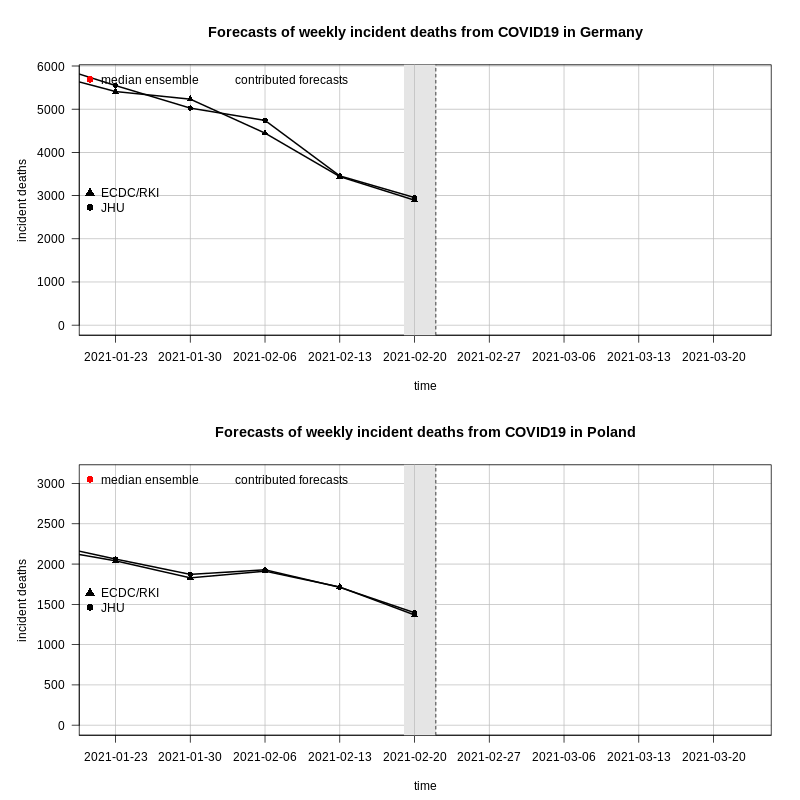 Forecasts of weekly incident deaths from COVID19 in Germany
6000
5000
4000
3000
2000
1000
0
incident deaths
median ensemble contributed forecasts
ECDC/RKI
JHU
2021-01-23 2021-01-30 2021-02-06 2021-02-13 2021-02-20 2021-02-27 2021-03-06 2021-03-13 2021-03-20
time
Forecasts of weekly incident deaths from COVID19 in Poland
3000
2500
2000
1500
1000
500
0
incident deaths
median ensemble contributed forecasts
ECDC/RKI
JHU
2021-01-23 2021-01-30 2021-02-06 2021-02-13 2021-02-20 2021-02-27 2021-03-06 2021-03-13 2021-03-20
time